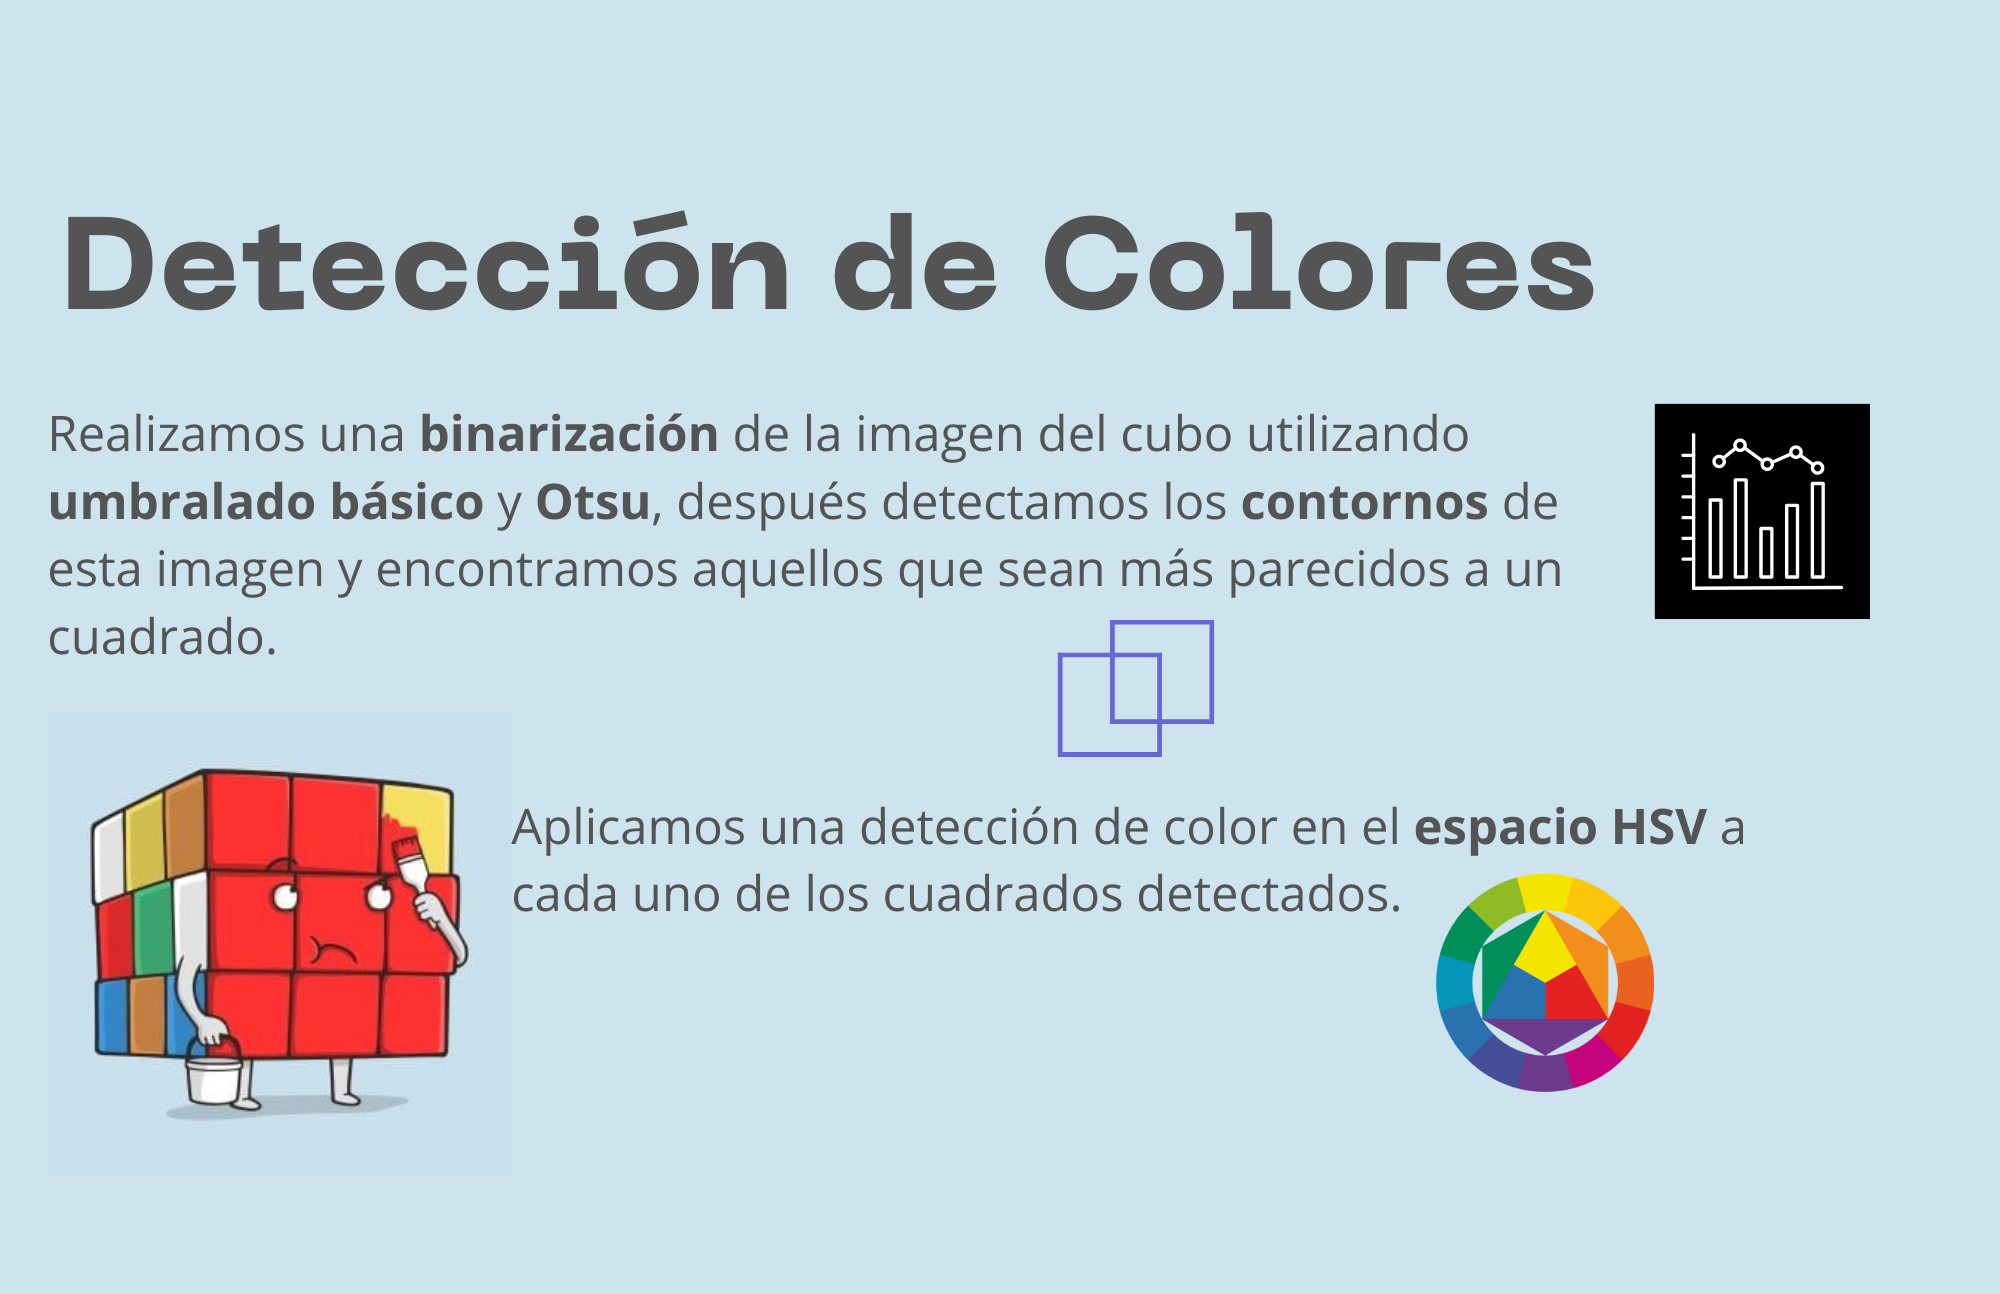 Detección de Colores
Realizamos una binarización de la imagen del cubo utilizando
umbralado básico y Otsu, después detectamos los contornos de
esta imagen y encontramos aquellos que sean más parecidos a un
cuadrado.
Aplicamos una detección de color en el espacio HSV a
cada uno de los cuadrados detectados.